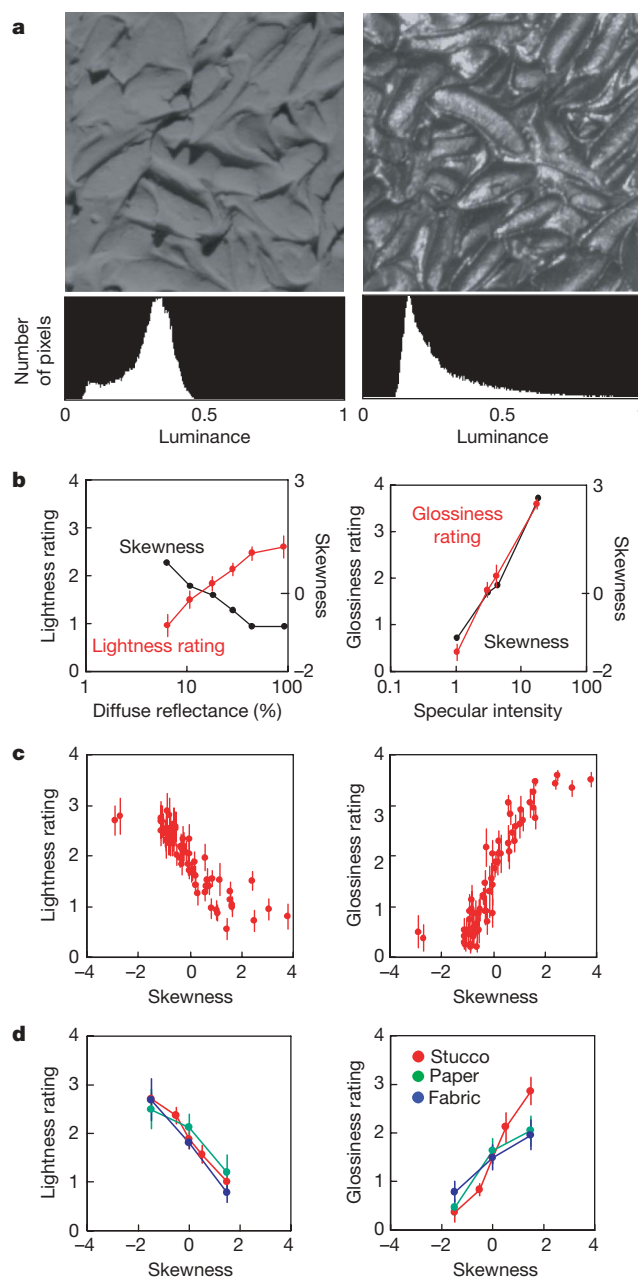 a
Number of pixels
0 0.5 1
Luminance
0 0.5 1
Luminance
b
Lightness rating
4
3
2
1
0
3
0
−2
Skewness
Skewness
Lightness rating
1 10 100
Diffuse reflectance (%)
Glossiness rating
4
3
2
1
0
3
0
−2
Skewness
Glossiness
rating
Skewness
0.1 1 10 100
Specular intensity
c
Lightness rating
4
3
2
1
0
−4 −2 0 2 4
Skewness
Glossiness rating
4
3
2
1
0
−4 −2 0 2 4
Skewness
d
Lightness rating
4
3
2
1
0
−4 −2 0 2 4
Skewness
Glossiness rating
4
3
2
1
0
Stucco
Paper
Fabric
−4 −2 0 2 4
Skewness